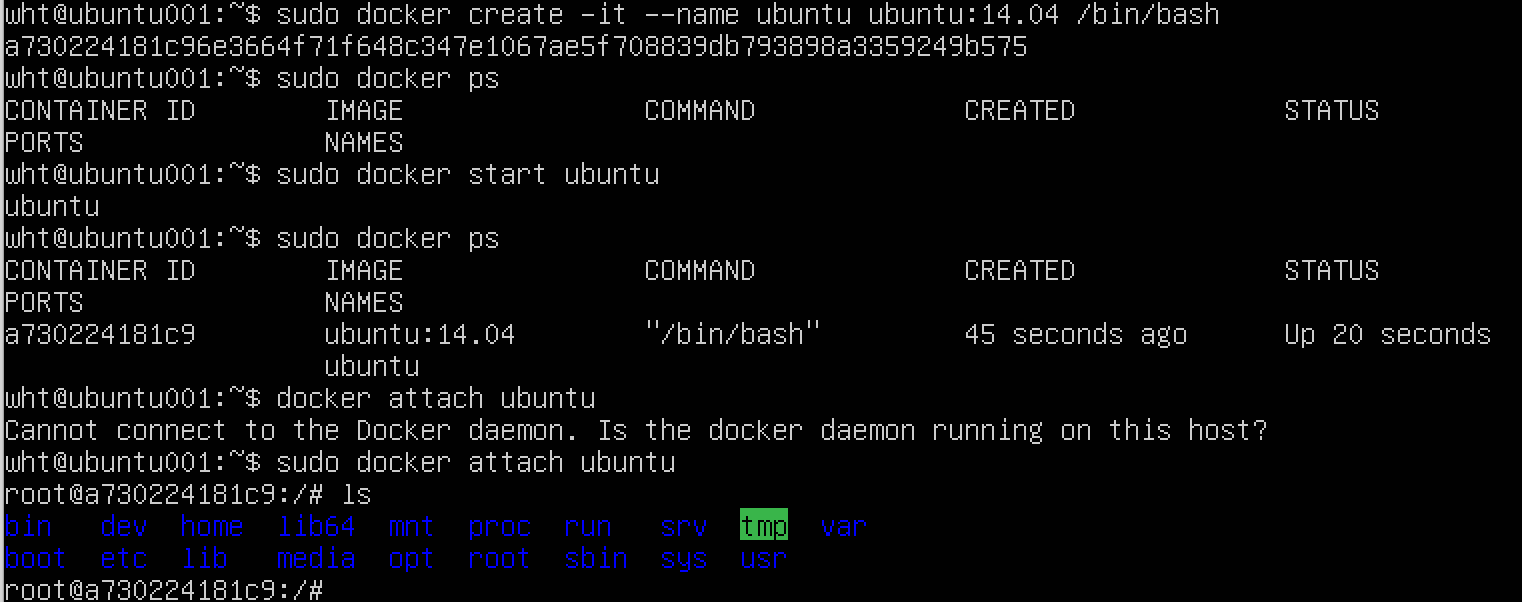 wht@ubuntu001:~$ sudo docker create -it --name ubuntu ubuntu:14.04 /bin/bash
a730224181c96e3664f71f648c347e1067ae5f708839db793898a3359249b575
wht@ubuntu001:~$ sudo docker ps
CONTAINER ID        IMAGE               COMMAND             CREATED             STATUS
PORTS               NAMES
wht@ubuntu001:~$ sudo docker start ubuntu
ubuntu
wht@ubuntu001:~$ sudo docker ps
CONTAINER ID        IMAGE               COMMAND             CREATED             STATUS
PORTS               NAMES
a730224181c9        ubuntu:14.04        "/bin/bash"         45 seconds ago      Up 20 seconds
                    ubuntu
wht@ubuntu001:~$ docker attach ubuntu
Cannot connect to the Docker daemon. Is the docker daemon running on this host?
wht@ubuntu001:~$ sudo docker attach ubuntu
root@a730224181c9:/# ls
bin   dev  home  lib64  mnt  proc  run   srv  tmp  var
boot  etc  lib   media  opt  root  sbin  sys  usr
root@a730224181c9:/#